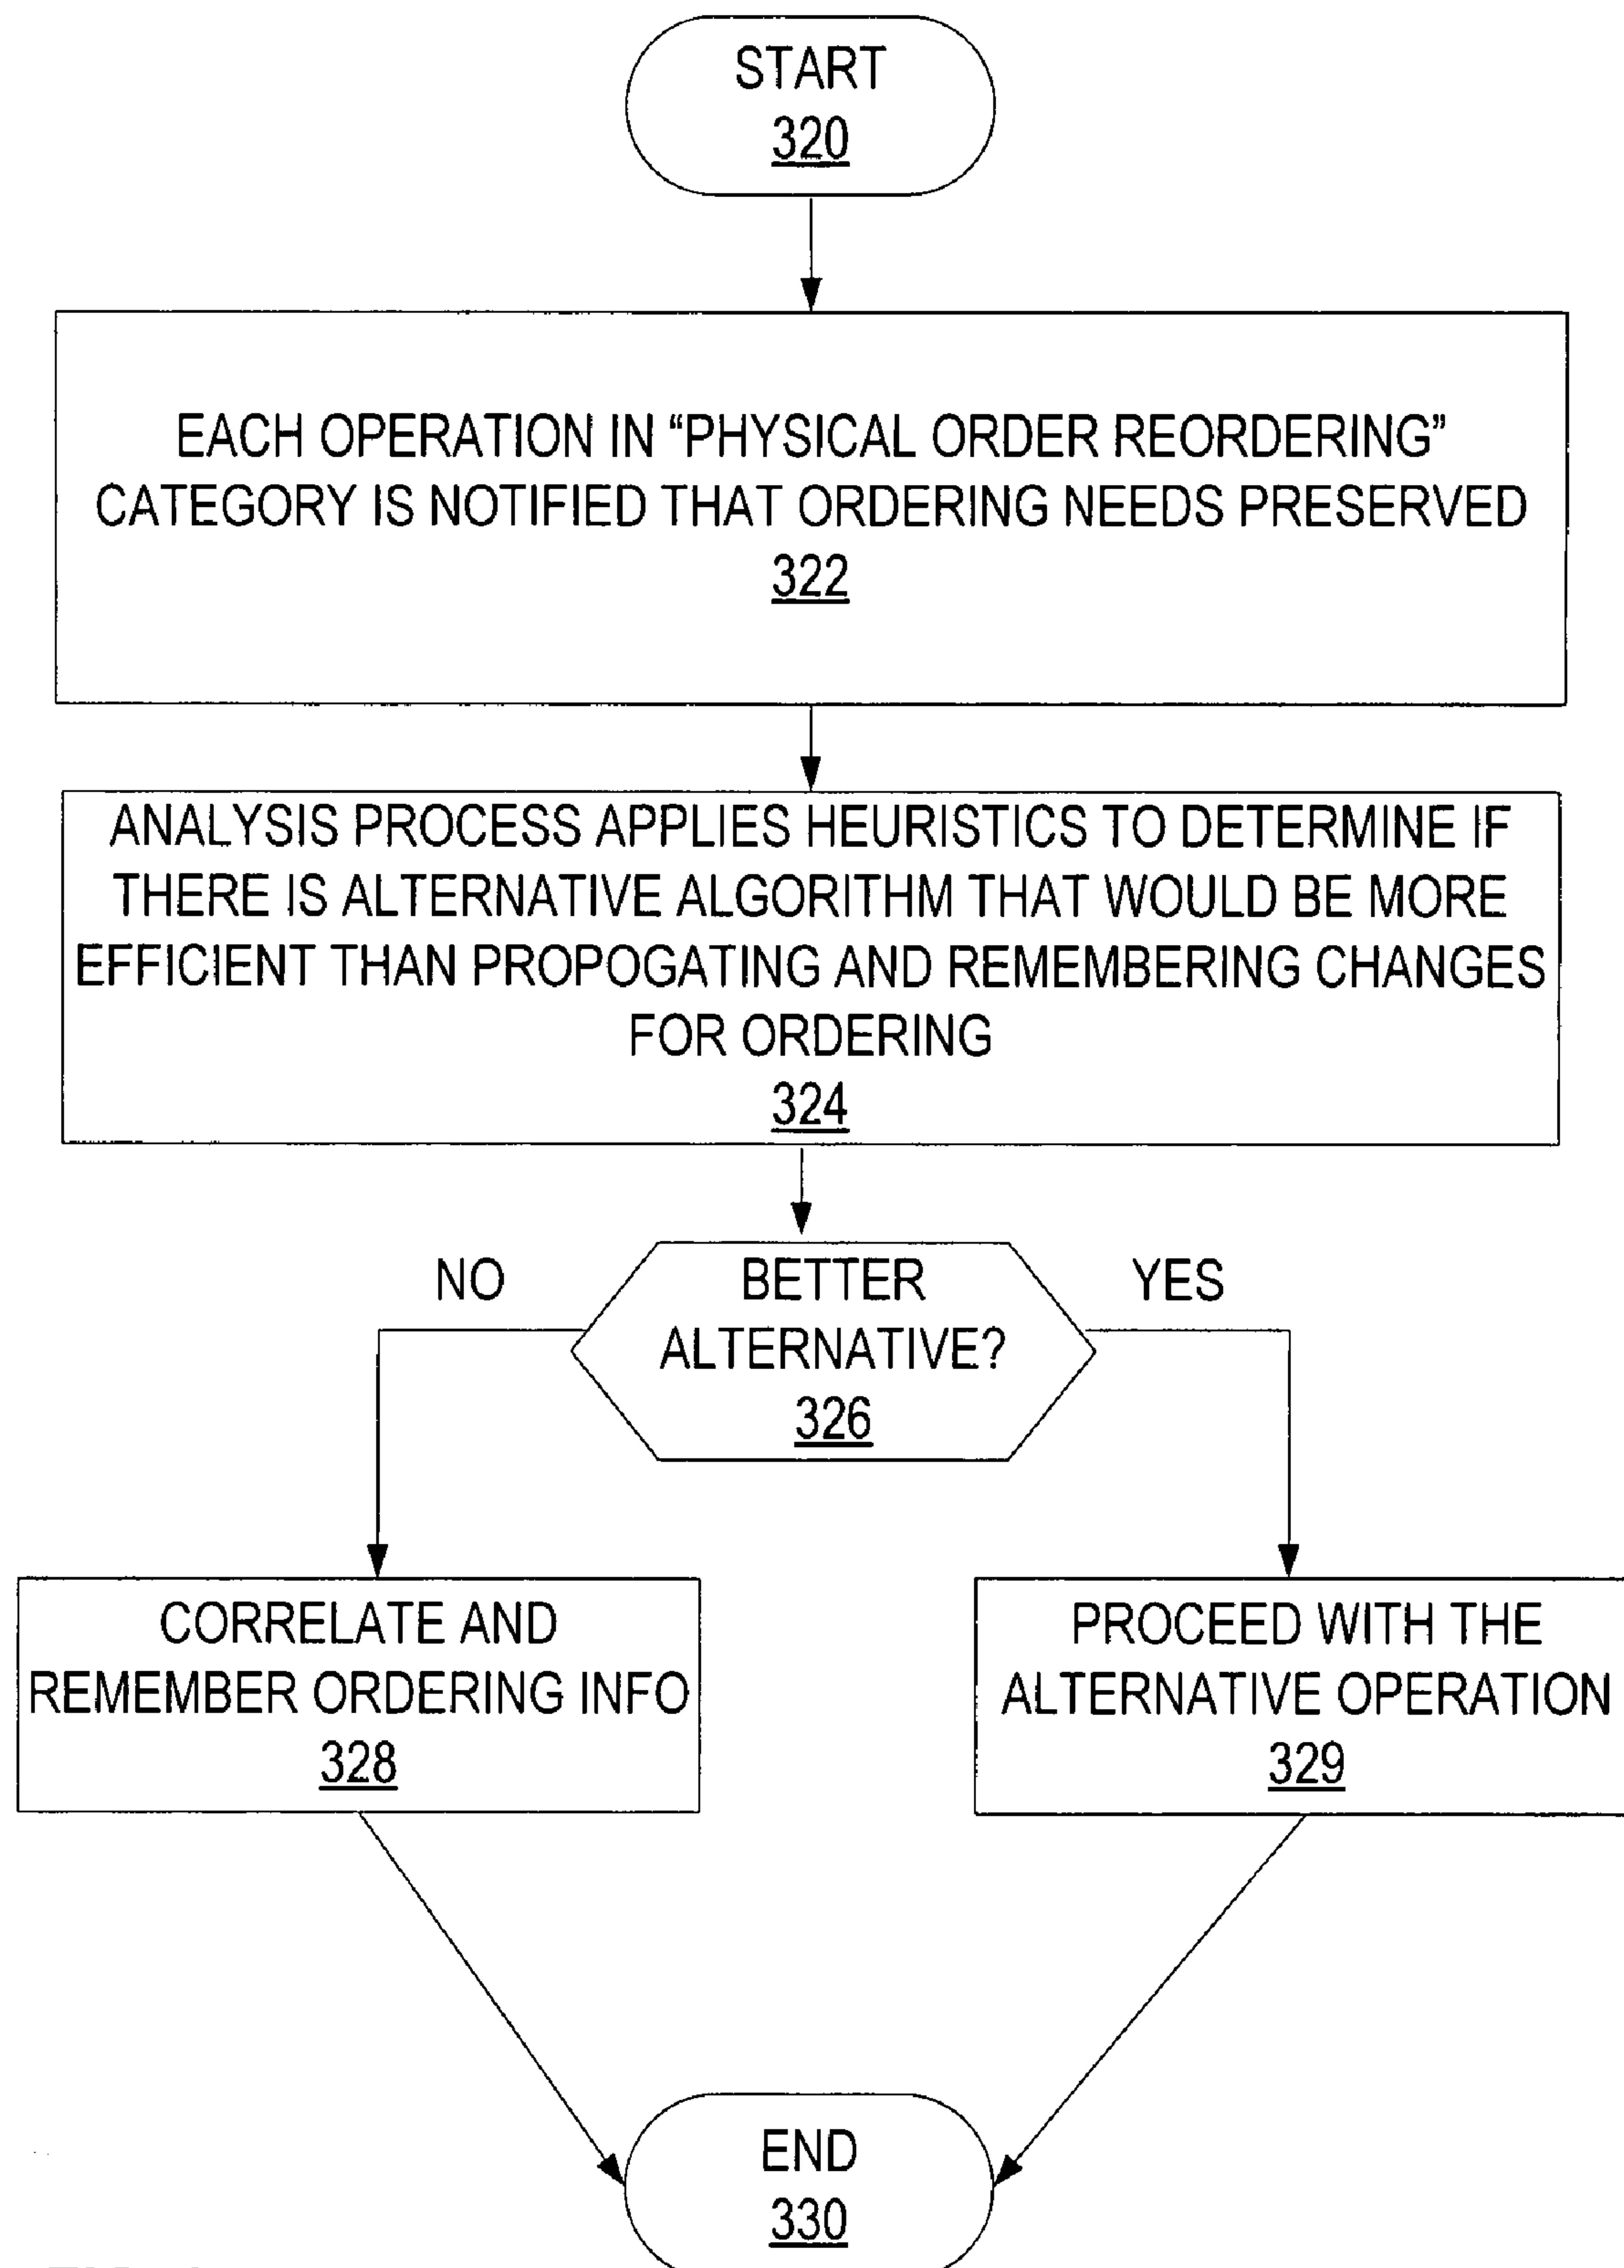 START
320
EACH OPERATION IN “PHYSICAL ORDER REORDERING”
CATEGORY IS NOTIFIED THAT ORDERING NEEDS PRESERVED
322
ANALYSIS PROCESS APPLIES HEURISTICS TO DETERMINE IF
THERE IS ALTERNATIVE ALGORITHM THAT WOULD BE MORE
EFFICIENT THAN PROPOGATING AND REMEMBERING CHANGES
FOR ORDERING
324
NO
BETTER
ALTERNATIVE?
326
YES
CORRELATE AND
REMEMBER ORDERING INFO
328
PROCEED WITH THE
ALTERNATIVE OPERATION
329
END
330